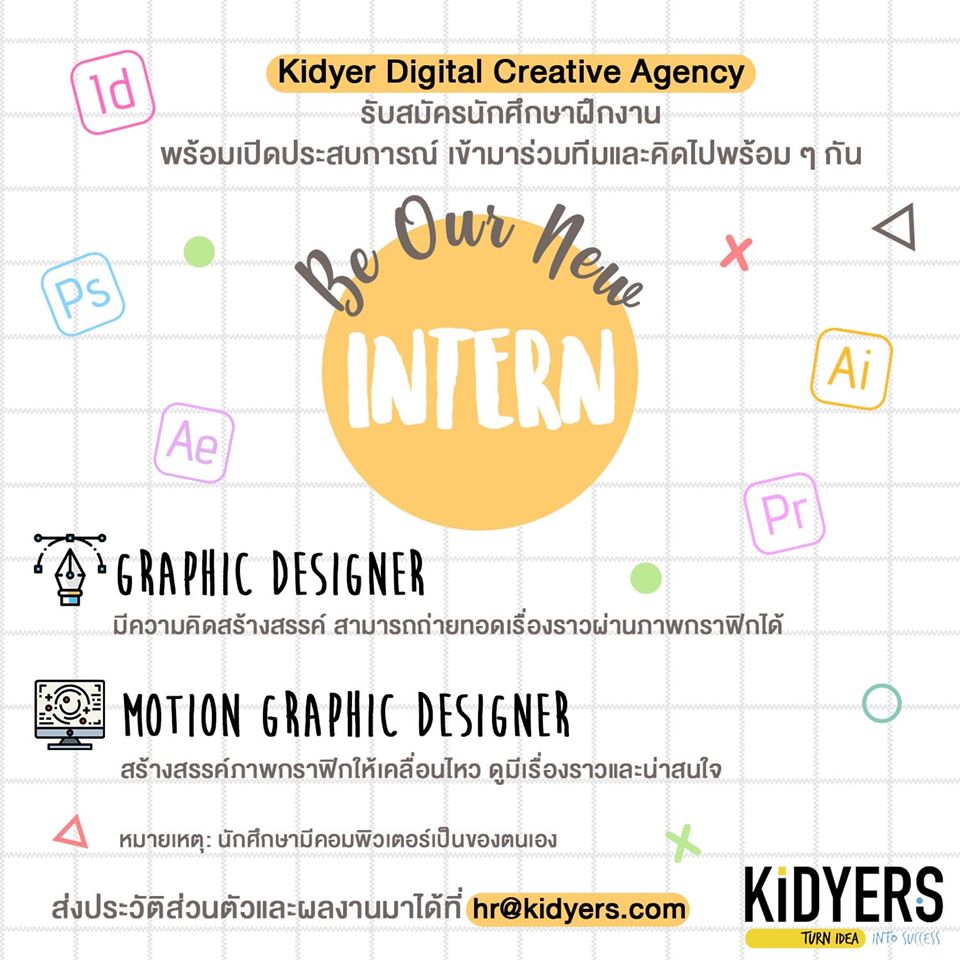 Id
Kidyer Digital Creative Agency
รับสมัครนักศึกษาฝึกงาน
พร้อมเปิดประสบการณ์ เข้ามาร่วมทีมและคิดไปพร้อม ๆ กัน
Be Our New
INTERN
Ps
Ai
Ae
Pr
GRAPHIC DESIGNER
มีความคิดสร้างสรรค์ สามารถถ่ายทอดเรื่องราวผ่านภาพกราฟิกได้
MOTION GRAPHIC DESIGNER
สร้างสรรค์ภาพกราฟิกให้เคลื่อนไหว ดูมีเรื่องราวและน่าสนใจ
หมายเหตุ: นักศึกษามีคอมพิวเตอร์เป็นของตนเอง
ส่งประวัติส่วนตัวและผลงานมาได้ที่ hr@kidyers.com
KiDYERS
TURN IDEA INTO SUCCESS